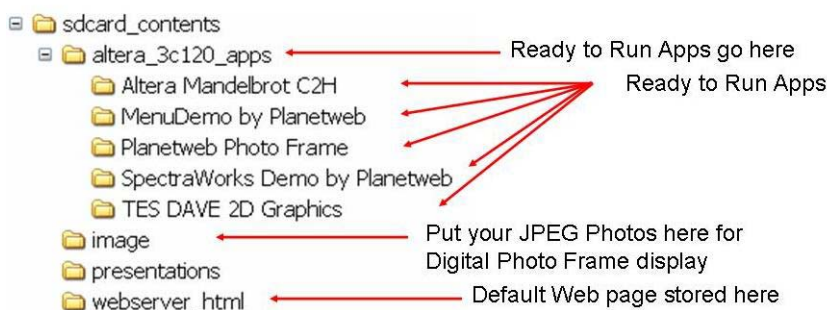 sdcard_contents
altera_3c120_apps
Ready to Run Apps go here
Altera Mandelbrot C2H
Ready to Run Apps
MenuDemo by Planetweb
Planetweb Photo Frame
SpectraWorks Demo by Planetweb
TES DAVE 2D Graphics
image
Put your JPEG Photos here for
Digital Photo Frame display
presentations
webserver_html
Default Web page stored here